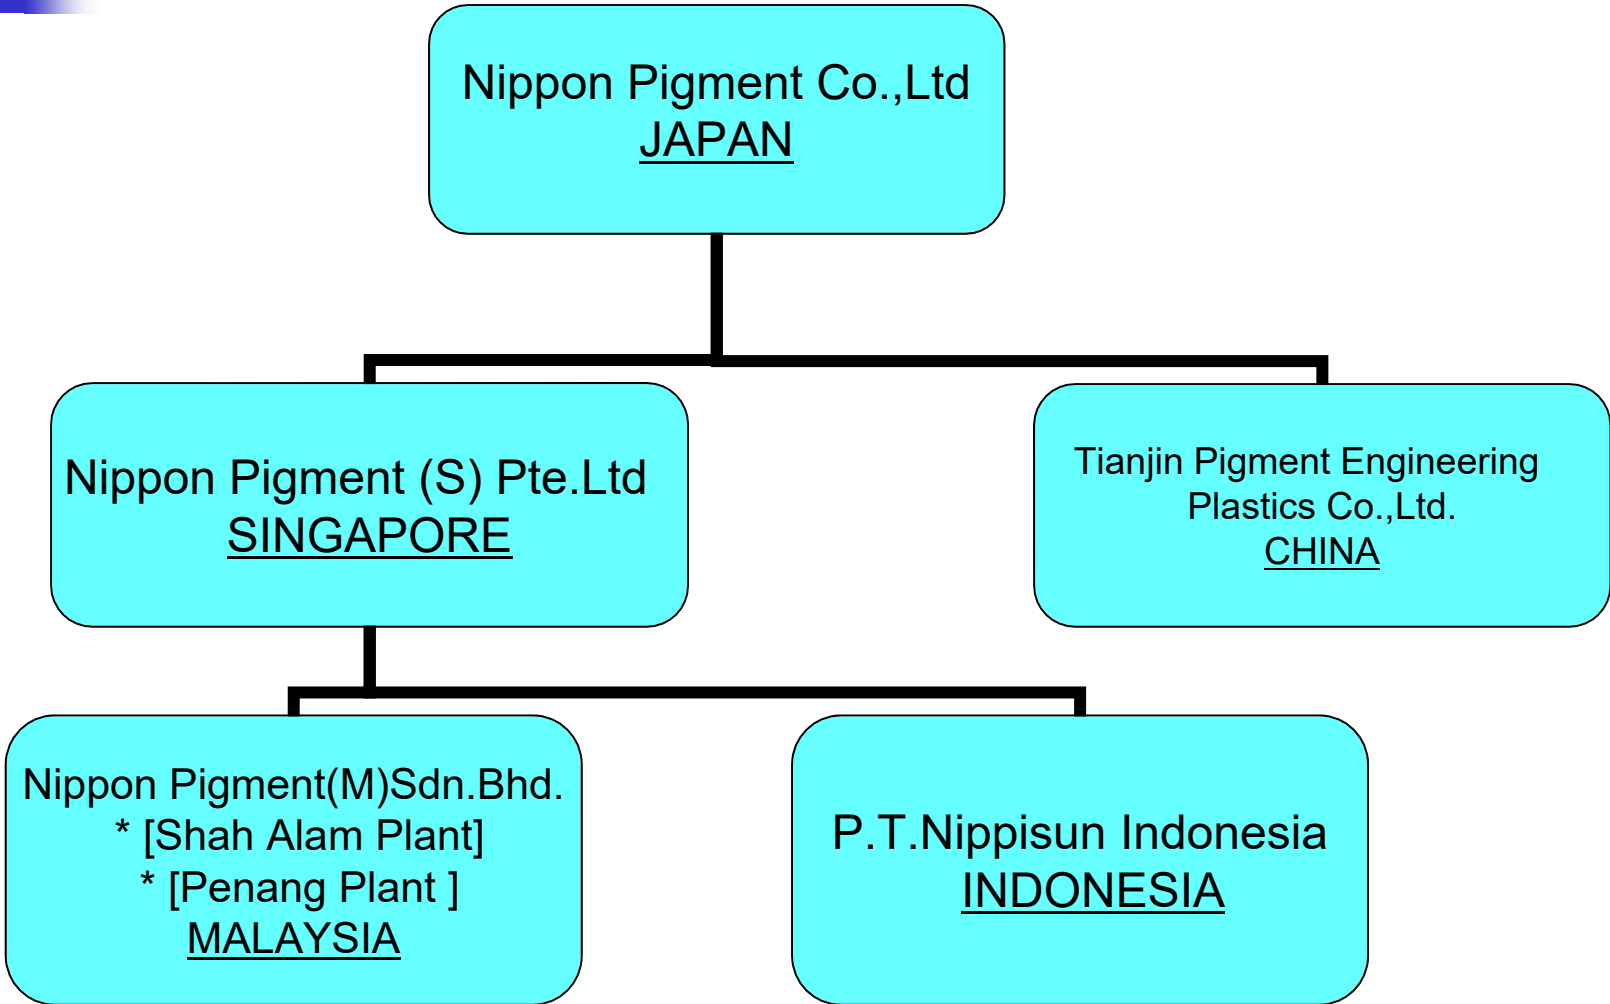 Nippon Pigment Co.,Ltd
JAPAN
Nippon Pigment (S) Pte.Ltd
SINGAPORE
Tianjin Pigment Engineering
Plastics Co.,Ltd.
CHINA
Nippon Pigment(M)Sdn.Bhd.
* [Shah Alam Plant]
* [Penang Plant ]
MALAYSIA
P.T.Nippisun Indonesia
INDONESIA